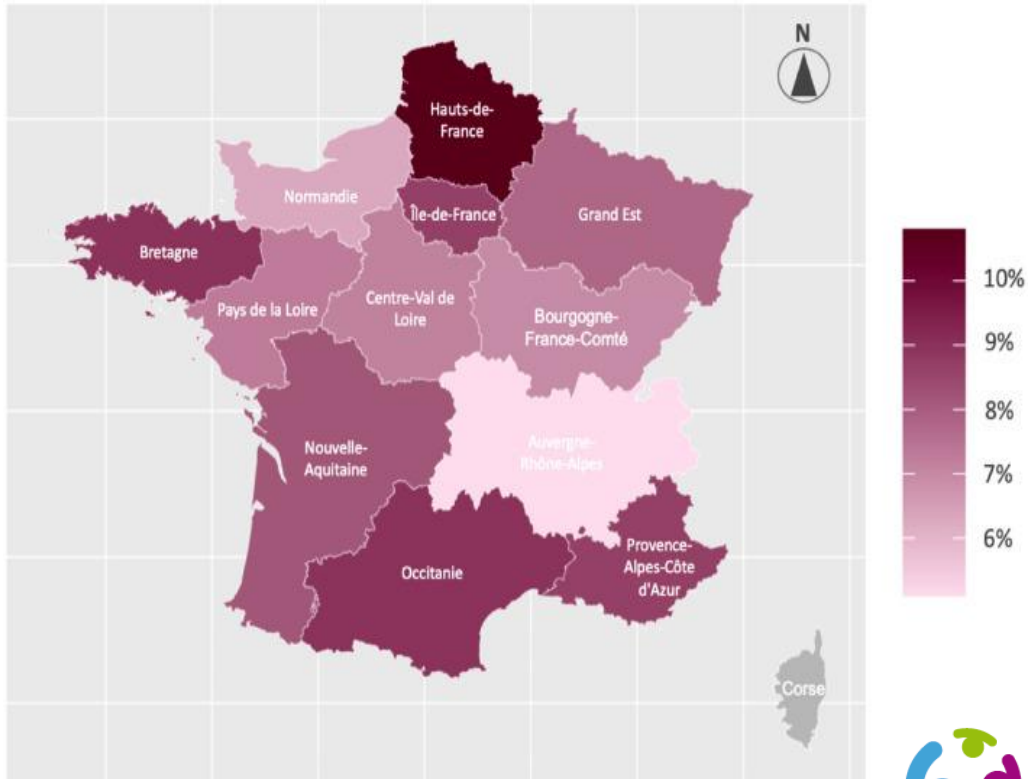 N
Hauts-de-
France
Normandie
Île-de-France
Grand Est
Bretagne
Pays de la Loire
Centre-Val de
Loire
Bourgogne-
France-Comté
Nouvelle-
Aquitaine
Auvergne-
Rhône-Alpes
Occitanie
Provence-
Alpes-Côte
d'Azur
Corse
10%
9%
8%
7%
6%